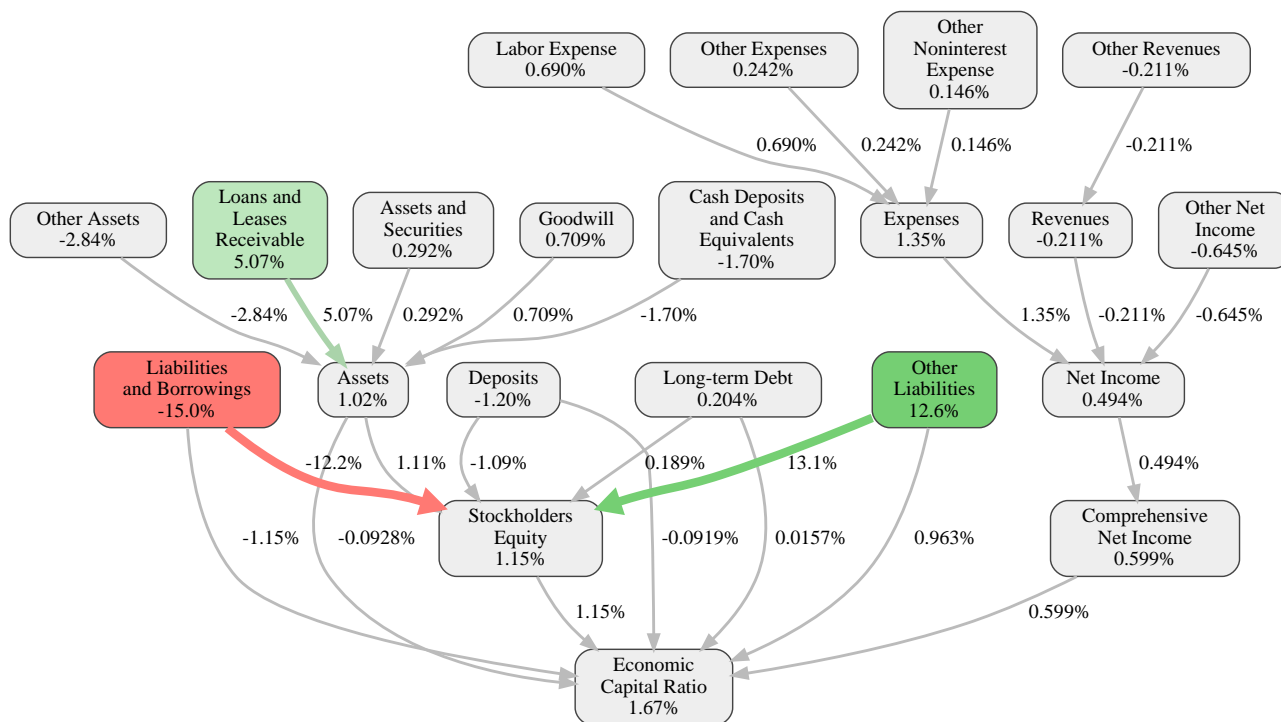 Labor Expense
0.690%
Other Expenses
0.242%
Other
Noninterest
Expense
0.146%
Other Revenues
-0.211%
0.690%
0.242%
0.146%
-0.211%
Other Assets
-2.84%
Loans and
Leases
Receivable
5.07%
Assets and
Securities
0.292%
Goodwill
0.709%
Cash Deposits
and Cash
Equivalents
-1.70%
Expenses
1.35%
Revenues
-0.211%
Other Net
Income
-0.645%
-2.84%
5.07%
0.292%
0.709%
-1.70%
1.35%
-0.211%
-0.645%
Liabilities
and Borrowings
-15.0%
Assets
1.02%
Deposits
-1.20%
Long-term Debt
0.204%
Other
Liabilities
12.6%
Net Income
0.494%
-12.2%
1.11%
-1.09%
0.189%
13.1%
0.494%
Stockholders
Equity
1.15%
Comprehensive
Net Income
0.599%
-1.15%
-0.0928%
-0.0919%
0.0157%
0.963%
1.15%
0.599%
Economic
Capital Ratio
1.67%